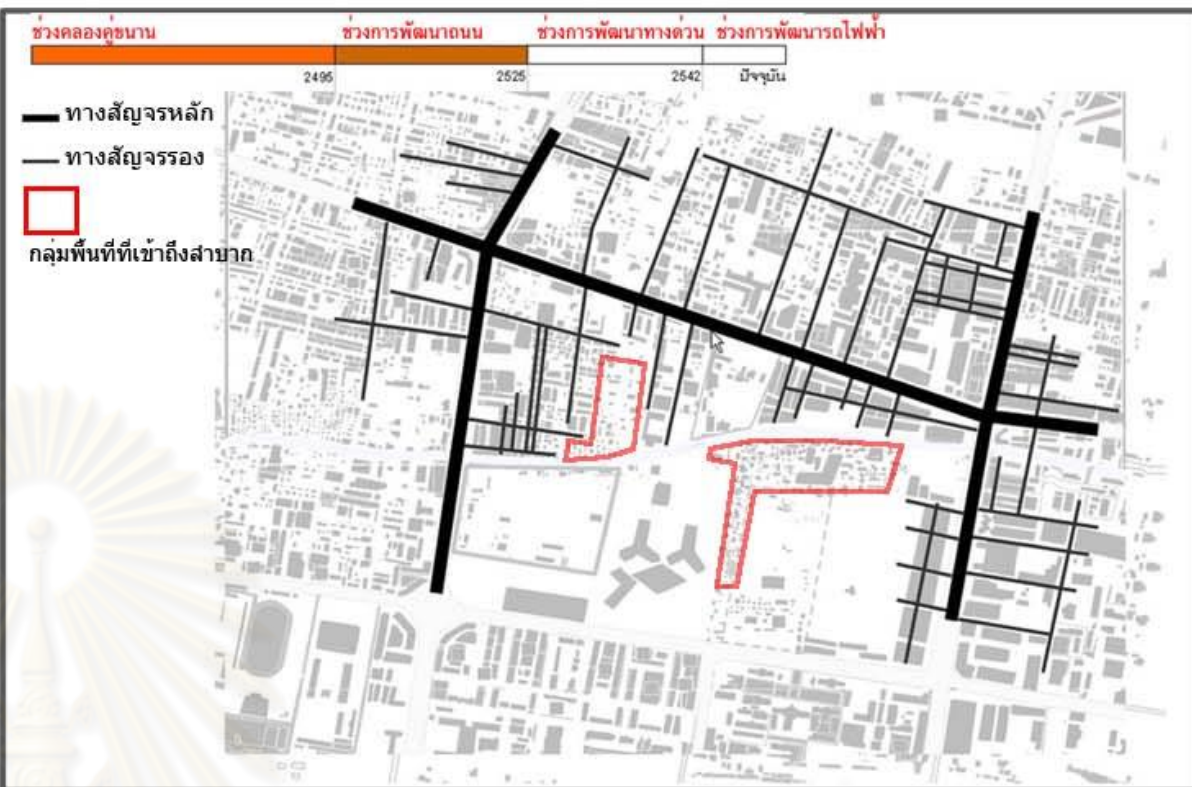 ช่วงคลองคู่ขนาน ช่วงการพัฒนาถนน ช่วงการพัฒนาทางด่วน ช่วงการพัฒนารถไฟฟ้า
2495 2525 2542 ปัจจุบัน
ทางสัญจรหลัก
ทางสัญจรรอง
กลุ่มพื้นที่ที่เข้าถึงลำบาก